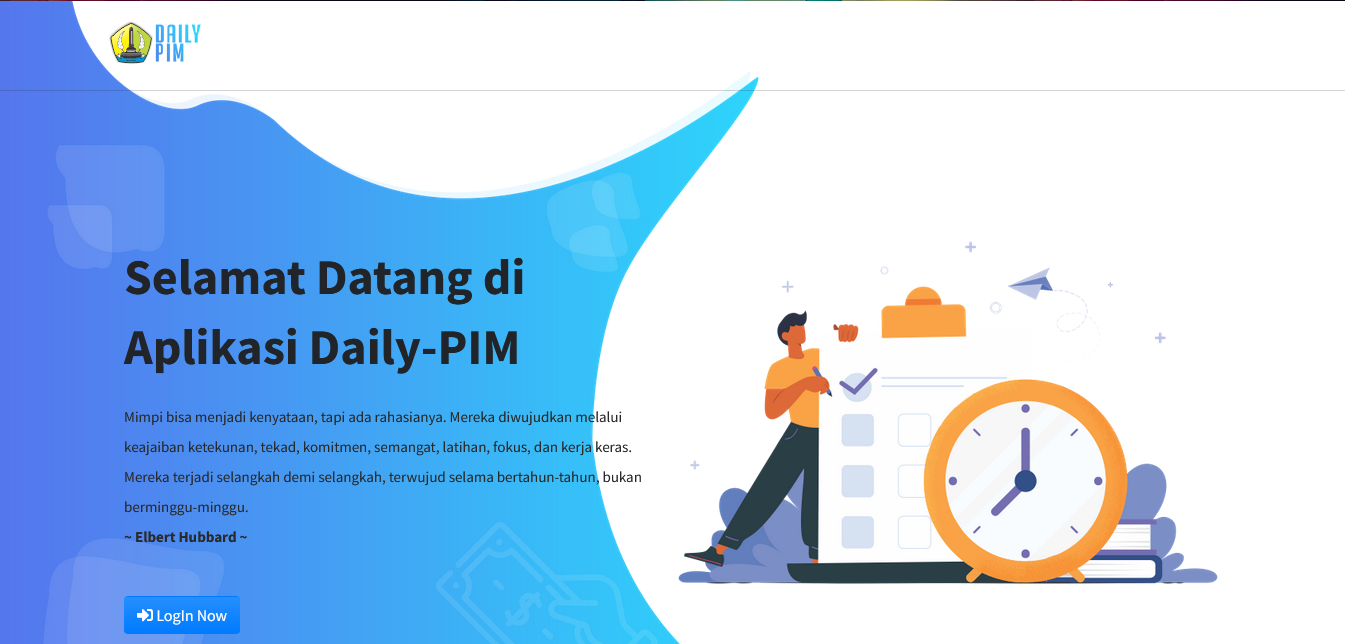 DAILY
PIM
Selamat Datang di
Aplikasi Daily-PIM
Mimpi bisa menjadi kenyataan, tapi ada rahasianya. Mereka diwujudkan melalui
keajaiban ketekunan, tekad, komitmen, semangat, latihan, fokus, dan kerja keras.
Mereka terjadi selangkah demi selangkah, terwujud selama bertahun-tahun, bukan
berminggu-minggu.
~ Elbert Hubbard ~
LogIn Now